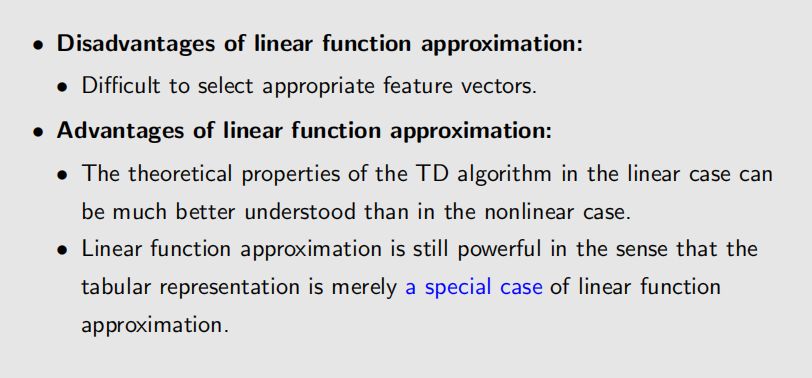 • Disadvantages of linear function approximation:
• Difficult to select appropriate feature vectors.
• Advantages of linear function approximation:
• The theoretical properties of the TD algorithm in the linear case can
be much better understood than in the nonlinear case.
• Linear function approximation is still powerful in the sense that the
tabular representation is merely a special case of linear function
approximation.